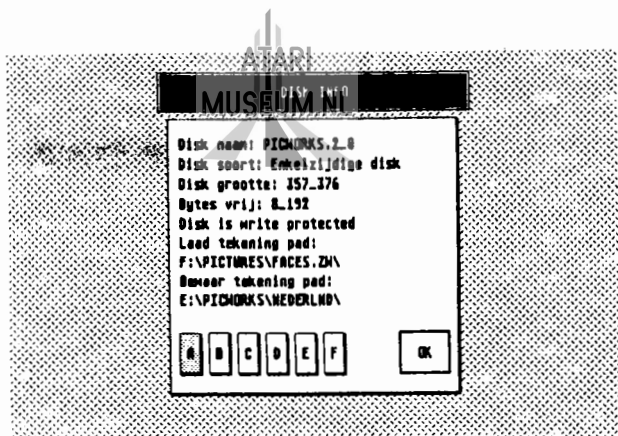 ATARI
MUSEUM NL
DISK INFO
Disk naam: PICWORKS.2_0
Disk soort: Enkelzijdige disk
Disk grootte: 357_376
Bytes vrij: 8_192
Disk is write protected
Laad tekening pad:
F:\PICTURES\FACES.ZW\
Bewaar tekening pad:
E:\PICWORKS\NEDERLND\
A B C D E F OK